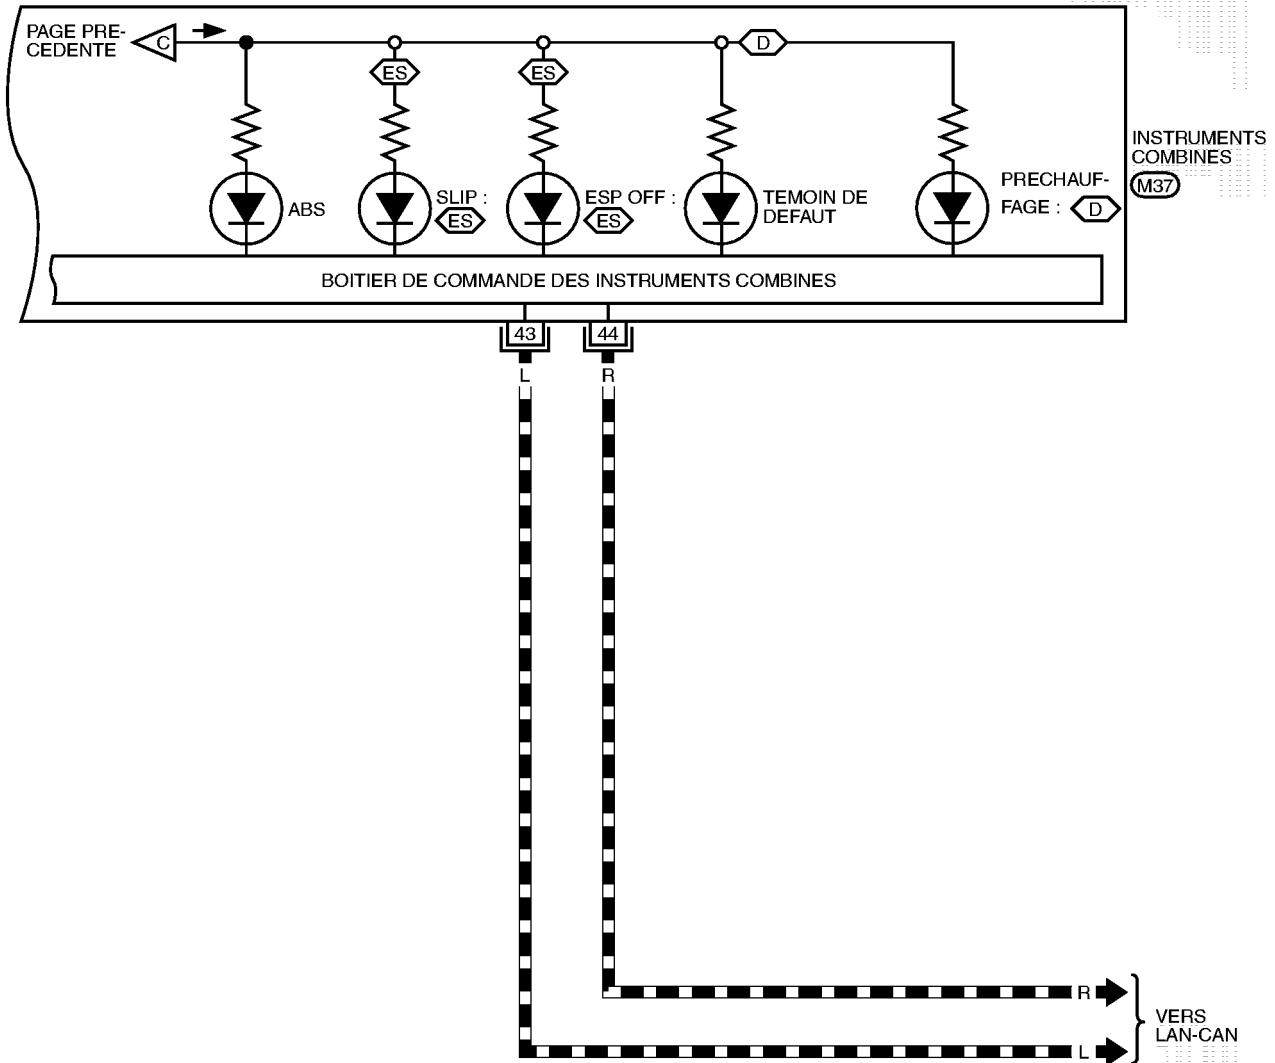 PAGE PRE-
CEDENTE
C
D
ES
ES
INSTRUMENTS
COMBINES
M37
ABS
SLIP :
ES
ESP OFF :
ES
TEMOIN DE
DEFAUT
PRECHAUF-
FAGE : D
BOITIER DE COMMANDE DES INSTRUMENTS COMBINES
43
44
L
R
R
L
VERS
LAN-CAN